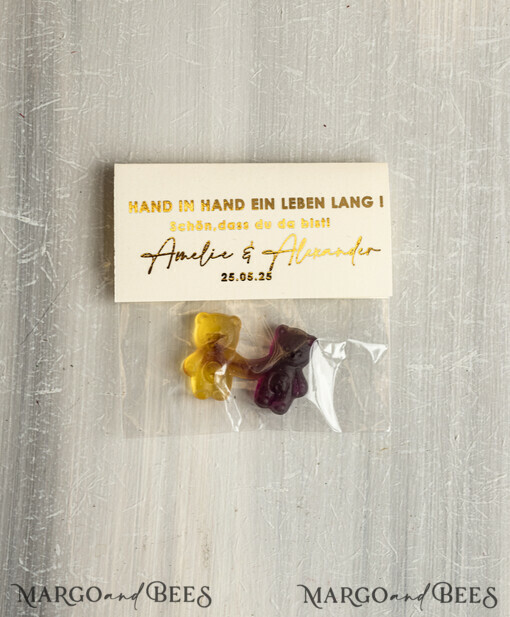 HAND IN HAND EIN LEBEN LANG !
Schön,dass du da bist!
Amelie & Alexander
25.05.25
MARGO and BEES MARGO and BEES